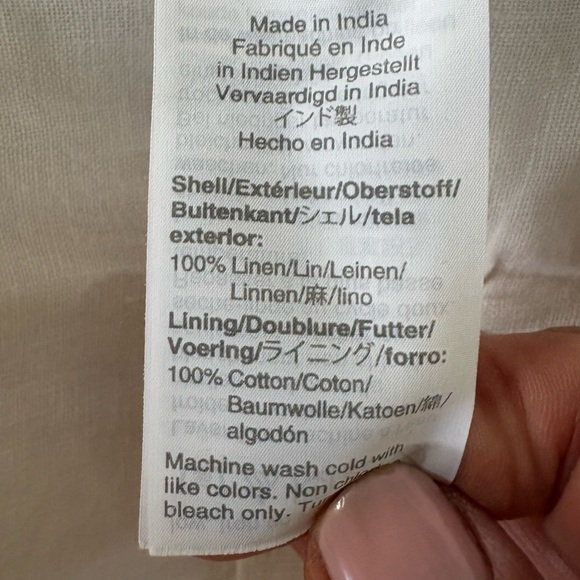 Made in India
Fabriqué en Inde
in Indien Hergestellt
Vervaardigd in India
インド製
Hecho en India
Shell/Extérieur/Oberstoff/
Buitenkant/シェル/tela
exterior:
100% Linen/Lin/Leinen/
Linnen/麻/lino
Lining/Doublure/Futter/
Voering/ライニング/forro:
100% Cotton/Coton/
Baumwolle/Katoen/綿/
algodón
Machine wash cold with
like colors. Non
bleach only.